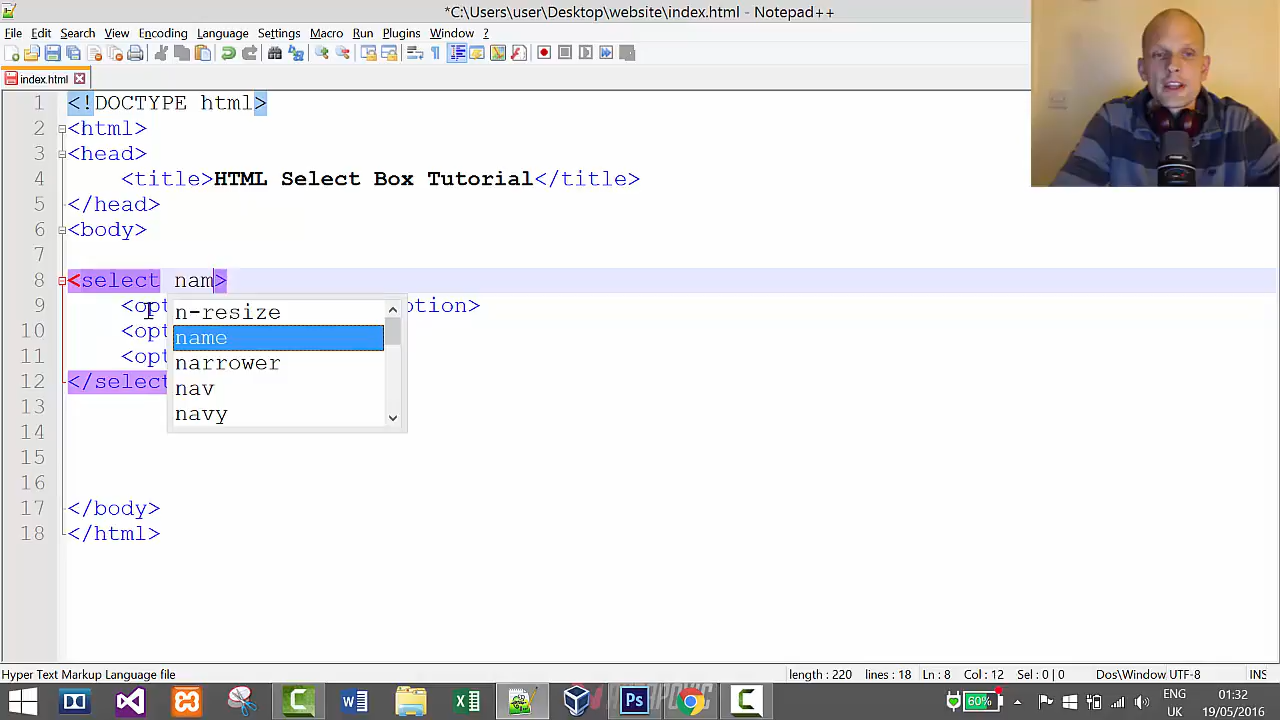 *C:\Users\user\Desktop\website\index.html - Notepad++
File Edit Search View Encoding Language Settings Macro Run Plugins Window ?
index.html
1 <!DOCTYPE html>
2 <html>
3 <head>
4 <title>HTML Select Box Tutorial</title>
5 </head>
6 <body>
7
8 <select nam>
9 <opt ption>
10 <opt
11 <opt
12 </select
13
14
15
16
17 </body>
18 </html>
n-resize
name
narrower
nav
navy
Hyper Text Markup Language file length : 220 lines : 18 Ln : 8 Col : 12 Sel : 0 | 0 Dos\Window UTF-8 INS
60% ENG 01:32
UK 19/05/2016